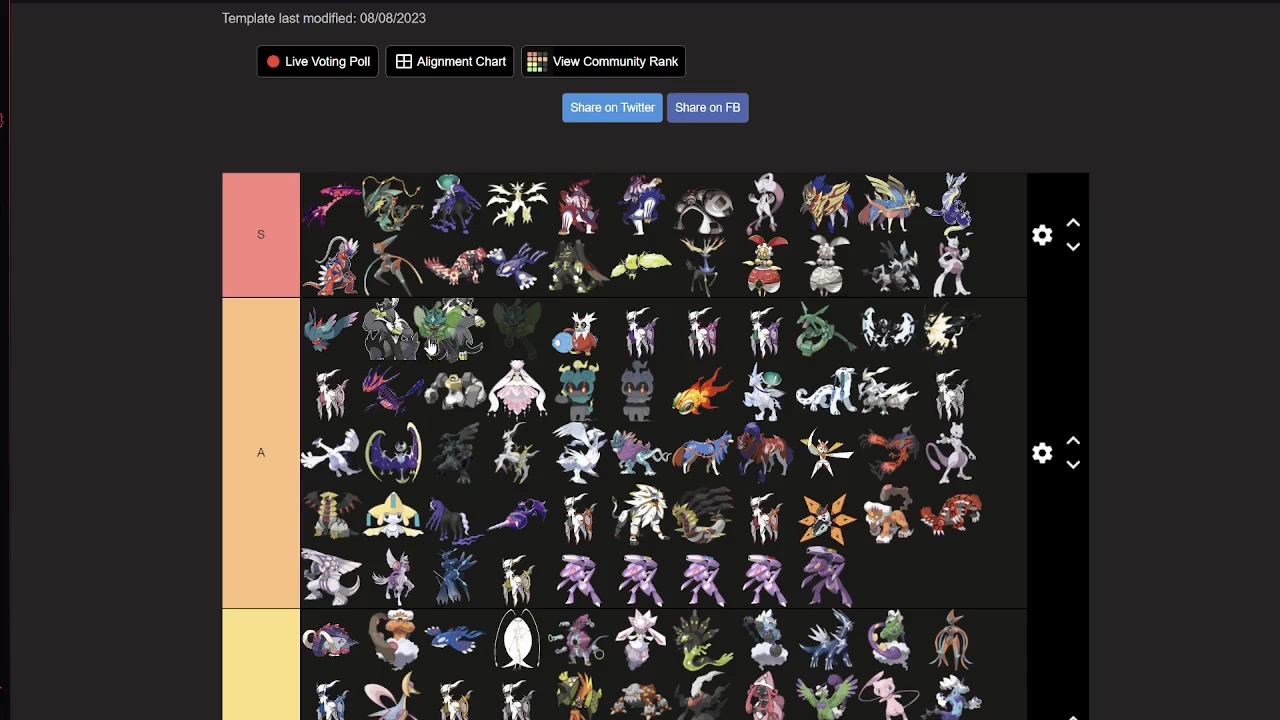 Template last modified: 08/08/2023
Live Voting Poll
Alignment Chart
View Community Rank
Share on Twitter
Share on FB
S
A